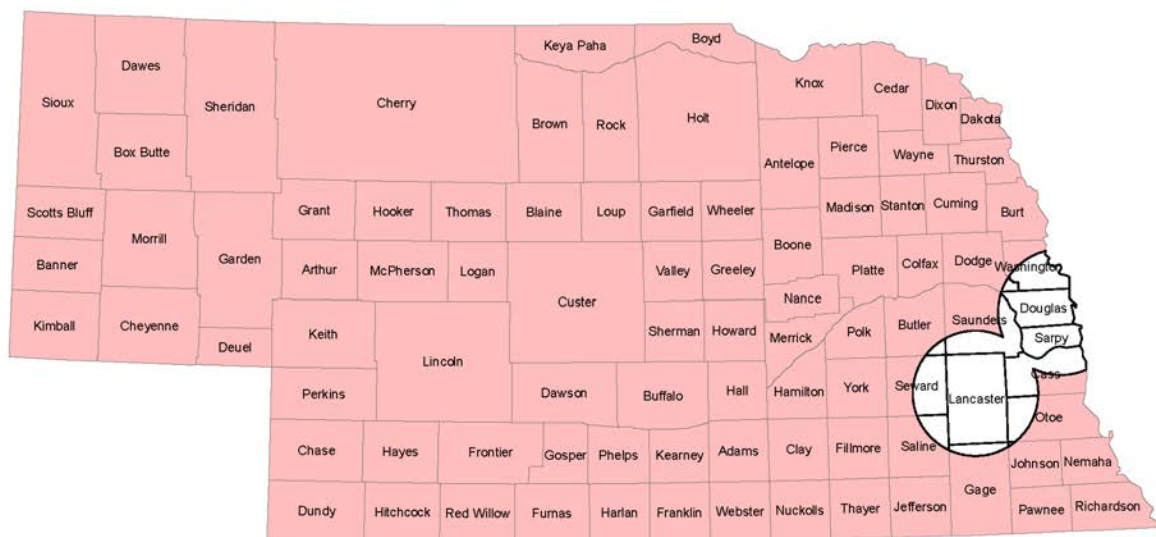 Boyd
Keya Paha
Dawes
Knox
Cedar
Sioux
Sheridan
Cherry
Dixon
Dakota
Brown
Rock
Holt
Box Butte
Antelope
Pierce
Wayne
Thurston
Scotts Bluff
Grant
Hooker
Thomas
Blaine
Loup
Garfield
Wheeler
Madison
Stanton
Cuming
Burt
Morrill
Boone
Banner
Garden
Arthur
McPherson
Logan
Valley
Greeley
Platte
Colfax
Dodge
Washington
Custer
Nance
Kimball
Cheyenne
Keith
Sherman
Howard
Merrick
Polk
Butler
Saunders
Douglas
Deuel
Lincoln
Sarpy
Perkins
Dawson
Buffalo
Hall
Hamilton
York
Seward
Lancaster
Cass
Otoe
Chase
Hayes
Frontier
Gosper
Phelps
Kearney
Adams
Clay
Fillmore
Saline
Johnson
Nemaha
Gage
Dundy
Hitchcock
Red Willow
Furnas
Harlan
Franklin
Webster
Nuckolls
Thayer
Jefferson
Pawnee
Richardson